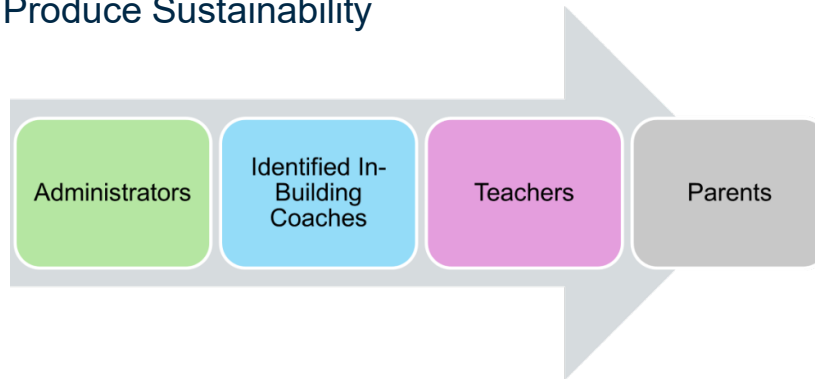 Produce Sustainability
Administrators
Identified In-
Building
Coaches
Teachers
Parents